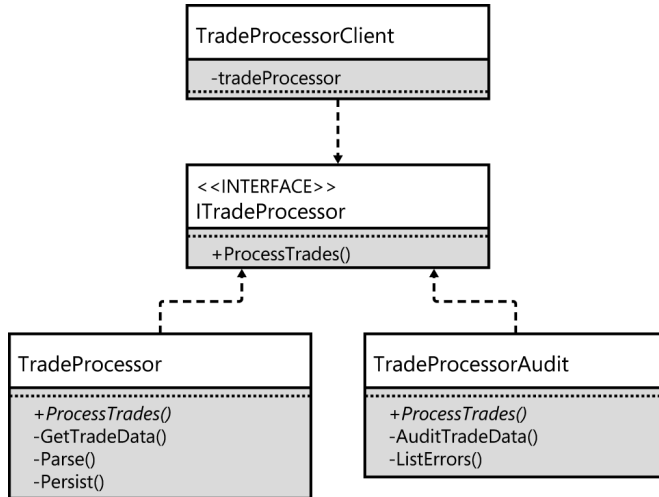 TradeProcessorClient
-tradeProcessor
<<INTERFACE>>
ITradeProcessor
+ProcessTrades()
TradeProcessor
+ProcessTrades()
-GetTradeData()
-Parse()
-Persist()
TradeProcessorAudit
+ProcessTrades()
-AuditTradeData()
-ListErrors()